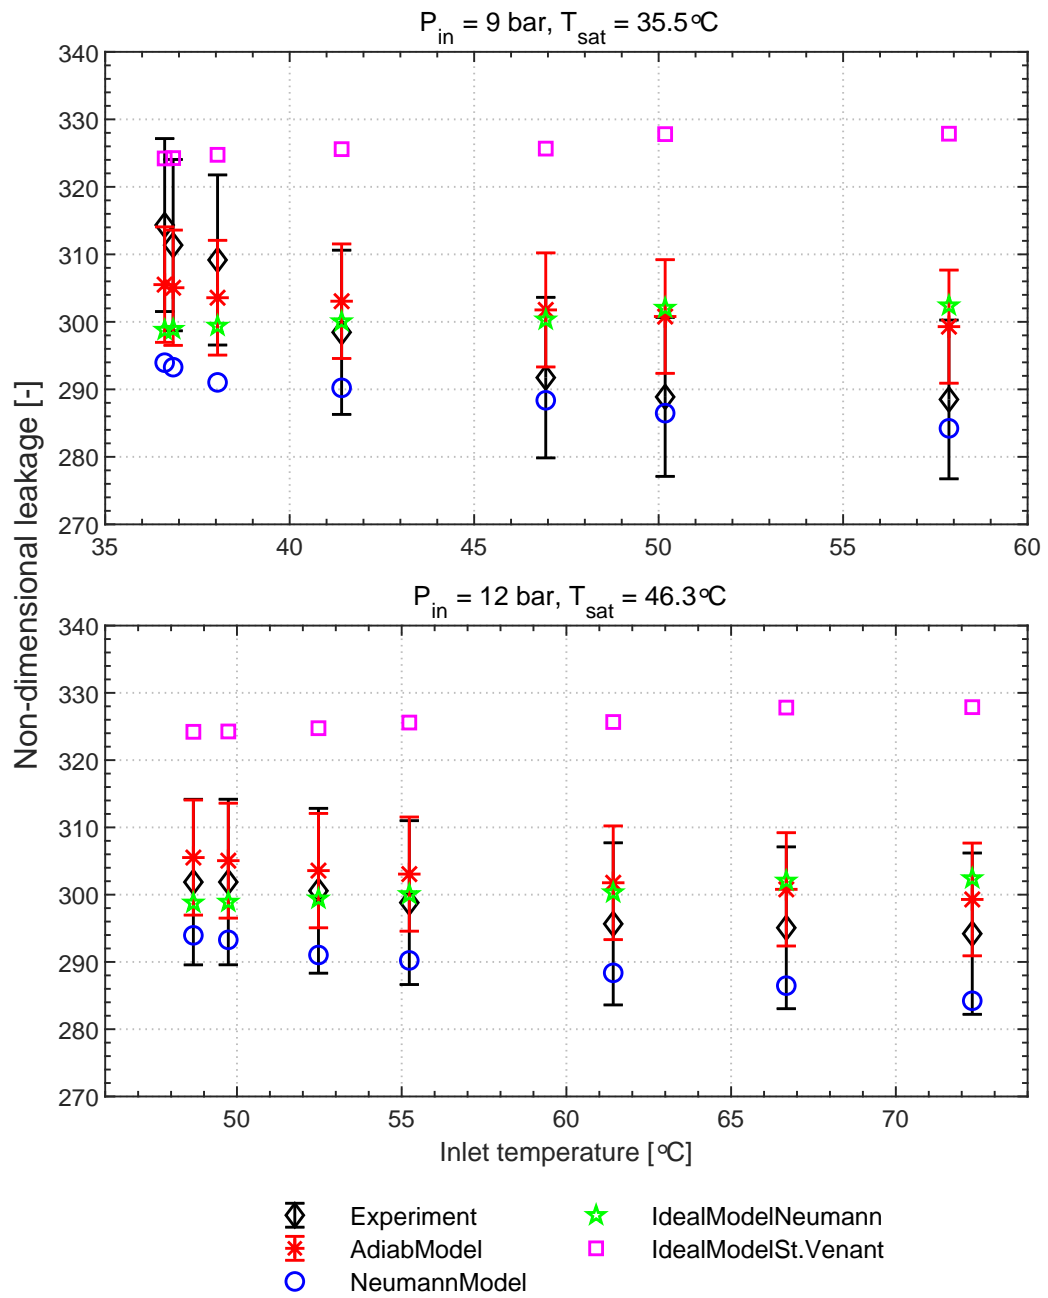 P_in = 9 bar, T_sat = 35.5°C
340
330
320
310
300
290
280
270
35 40 45 50 55 60
Non-dimensional leakage [-]
P_in = 12 bar, T_sat = 46.3°C
340
330
320
310
300
290
280
270
50 55 60 65 70
Inlet temperature [°C]
Experiment
AdiabModel
NeumannModel
IdealModelNeumann
IdealModelSt.Venant